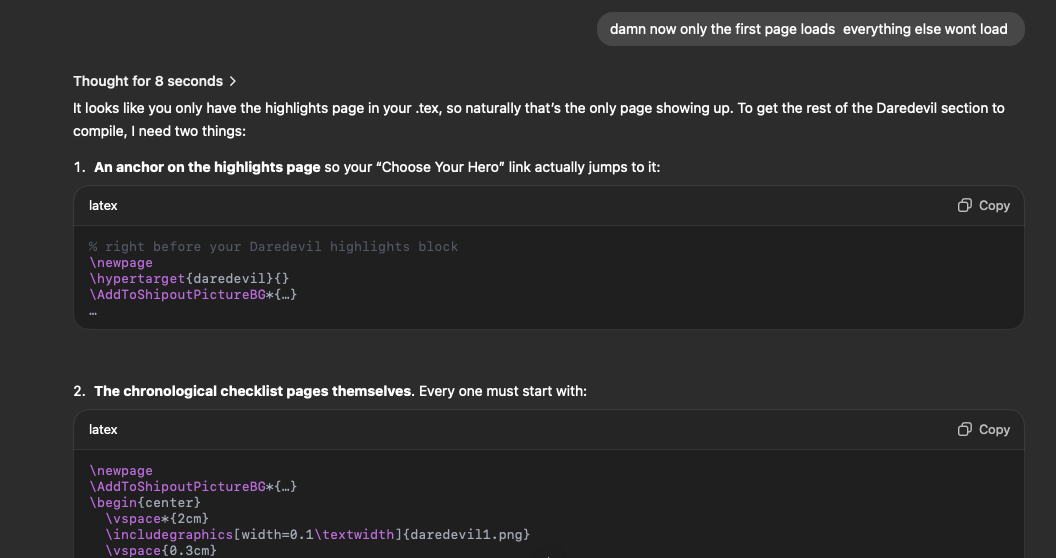 damn now only the first page loads  everything else wont load
Thought for 8 seconds >
It looks like you only have the highlights page in your .tex, so naturally that’s the only page showing up. To get the rest of the Daredevil section to
compile, I need two things:
1. An anchor on the highlights page so your “Choose Your Hero” link actually jumps to it:
latex
Copy
% right before your Daredevil highlights block
\newpage
\hypertarget{daredevil}{}
\AddToShipoutPictureBG*{…}
…
2. The chronological checklist pages themselves. Every one must start with:
latex
Copy
\newpage
\AddToShipoutPictureBG*{…}
\begin{center}
\vspace*{2cm}
\includegraphics[width=0.1\textwidth]{daredevil1.png}
\vspace{0.3cm}